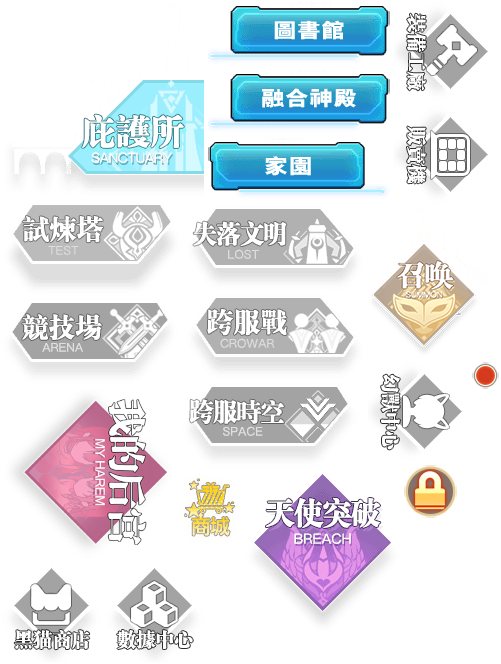 圖書館
裝備工廠
融合神殿
庇護所
SANCTUARY
販賣機
家園
試煉塔
TEST
失落文明
LOST
召喚
SUMMON
競技場
ARENA
跨服戰
CROWAR
幻獸中心
跨服時空
SPACE
我的后宮
MY HAREM
商城
天使突破
BREACH
黑猫商店
數據中心